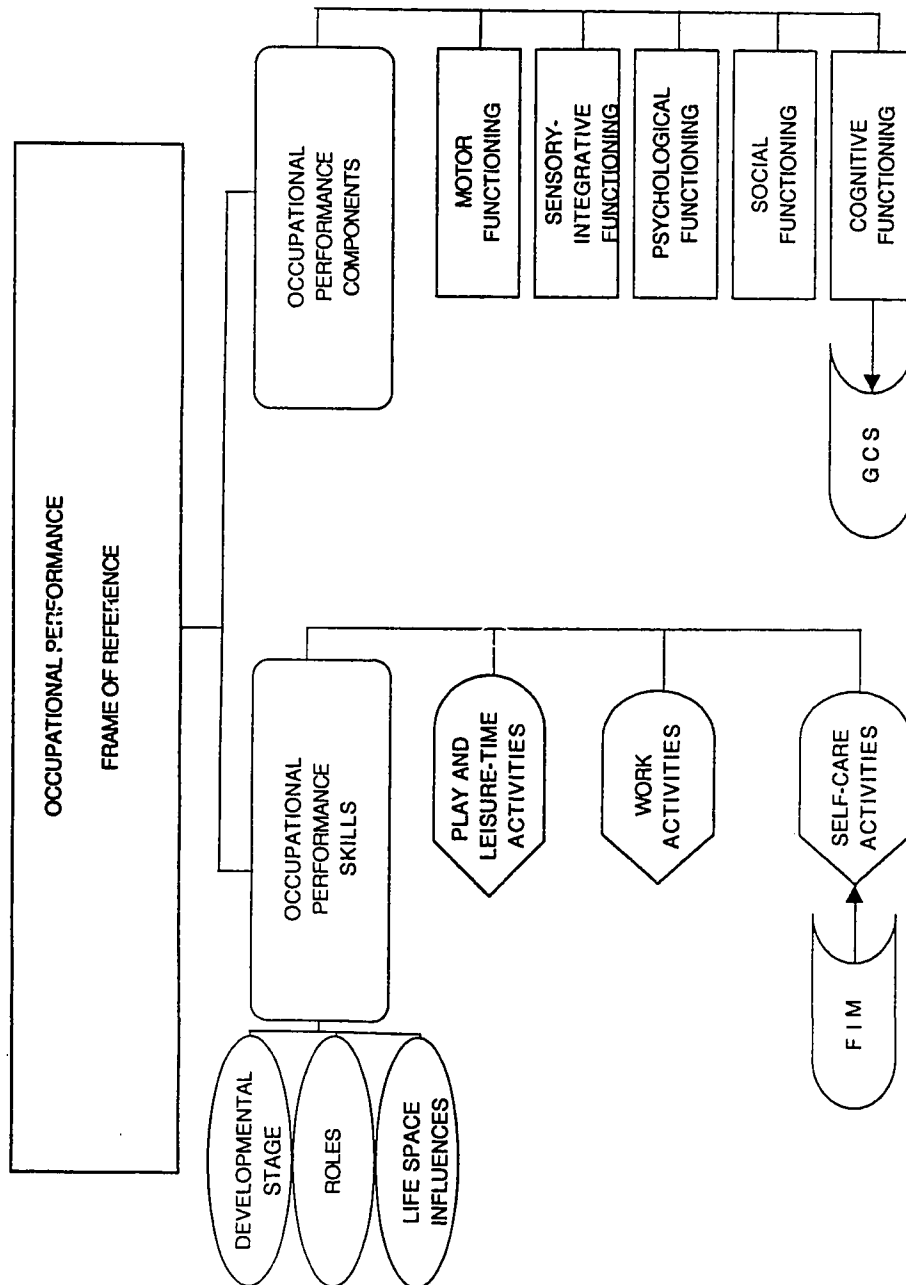 OCCUPATIONAL PERFORMANCE
FRAME OF REFERENCE
DEVELOPMENTAL
STAGE
ROLES
LIFE SPACE
INFLUENCES
OCCUPATIONAL
PERFORMANCE
SKILLS
PLAY AND
LEISURE-TIME
ACTIVITIES
WORK
ACTIVITIES
SELF-CARE
ACTIVITIES
F I M
OCCUPATIONAL
PERFORMANCE
COMPONENTS
MOTOR
FUNCTIONING
SENSORY-
INTEGRATIVE
FUNCTIONING
PSYCHOLOGICAL
FUNCTIONING
SOCIAL
FUNCTIONING
COGNITIVE
FUNCTIONING
G C S